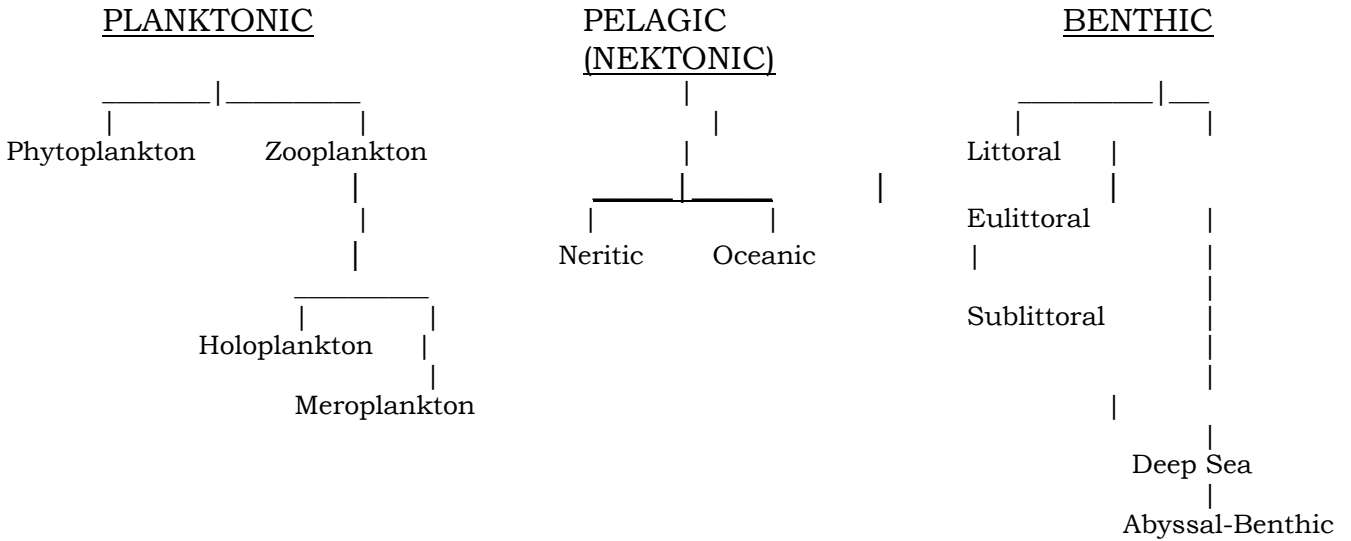 PLANKTONIC PELAGIC BENTHIC
(NEKTONIC)
Phytoplankton Zooplankton Littoral
Eulittoral
Neritic Oceanic
Sublittoral
Holoplankton
Meroplankton
Deep Sea
Abyssal-Benthic